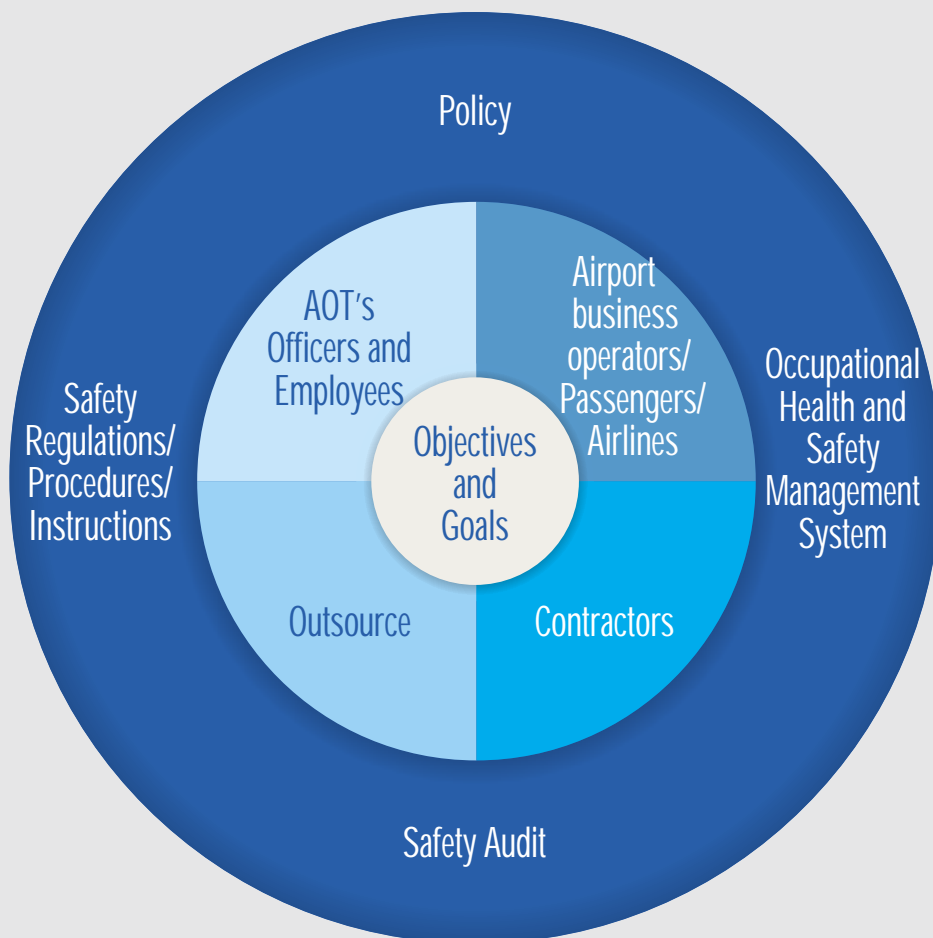 Policy
AOT's
Officers and
Employees
Airport
business
operators/
Passengers/
Airlines
Safety
Regulations/
Procedures/
Instructions
Objectives
and
Goals
Occupational
Health and
Safety
Management
System
Outsource
Contractors
Safety Audit